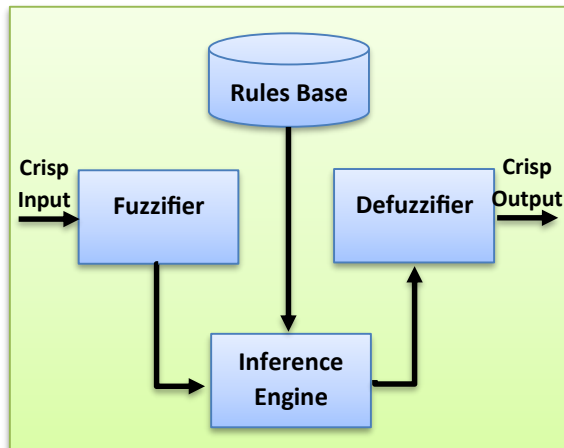 Rules Base
Crisp
Input
Fuzzifier
Defuzzifier
Crisp
Output
Inference
Engine